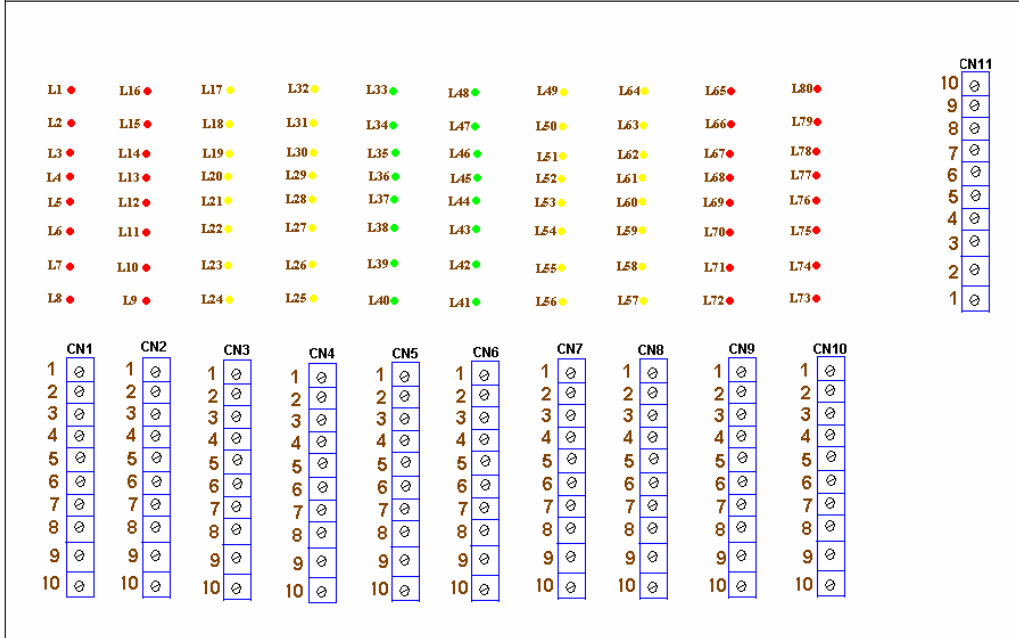 CN11
L1 L16 L17 L32 L33 L48 L49 L64 L65 L80 10
9
L2 L15 L18 L31 L34 L47 L50 L63 L66 L79 8
L3 L14 L19 L30 L35 L46 L51 L62 L67 L78 7
L4 L13 L20 L29 L36 L45 L52 L61 L68 L77 6
L5 L12 L21 L28 L37 L44 L53 L60 L69 L76 5
4
L6 L11 L22 L27 L38 L43 L54 L59 L70 L75 3
L7 L10 L23 L26 L39 L42 L55 L58 L71 L74 2
L8 L9 L24 L25 L40 L41 L56 L57 L72 L73 1
CN1 CN2 CN3 CN4 CN5 CN6 CN7 CN8 CN9 CN10
1 1 1 1 1 1 1 1 1 1
2 2 2 2 2 2 2 2 2 2
3 3 3 3 3 3 3 3 3 3
4 4 4 4 4 4 4 4 4 4
5 5 5 5 5 5 5 5 5 5
6 6 6 6 6 6 6 6 6 6
7 7 7 7 7 7 7 7 7 7
8 8 8 8 8 8 8 8 8 8
9 9 9 9 9 9 9 9 9 9
10 10 10 10 10 10 10 10 10 10